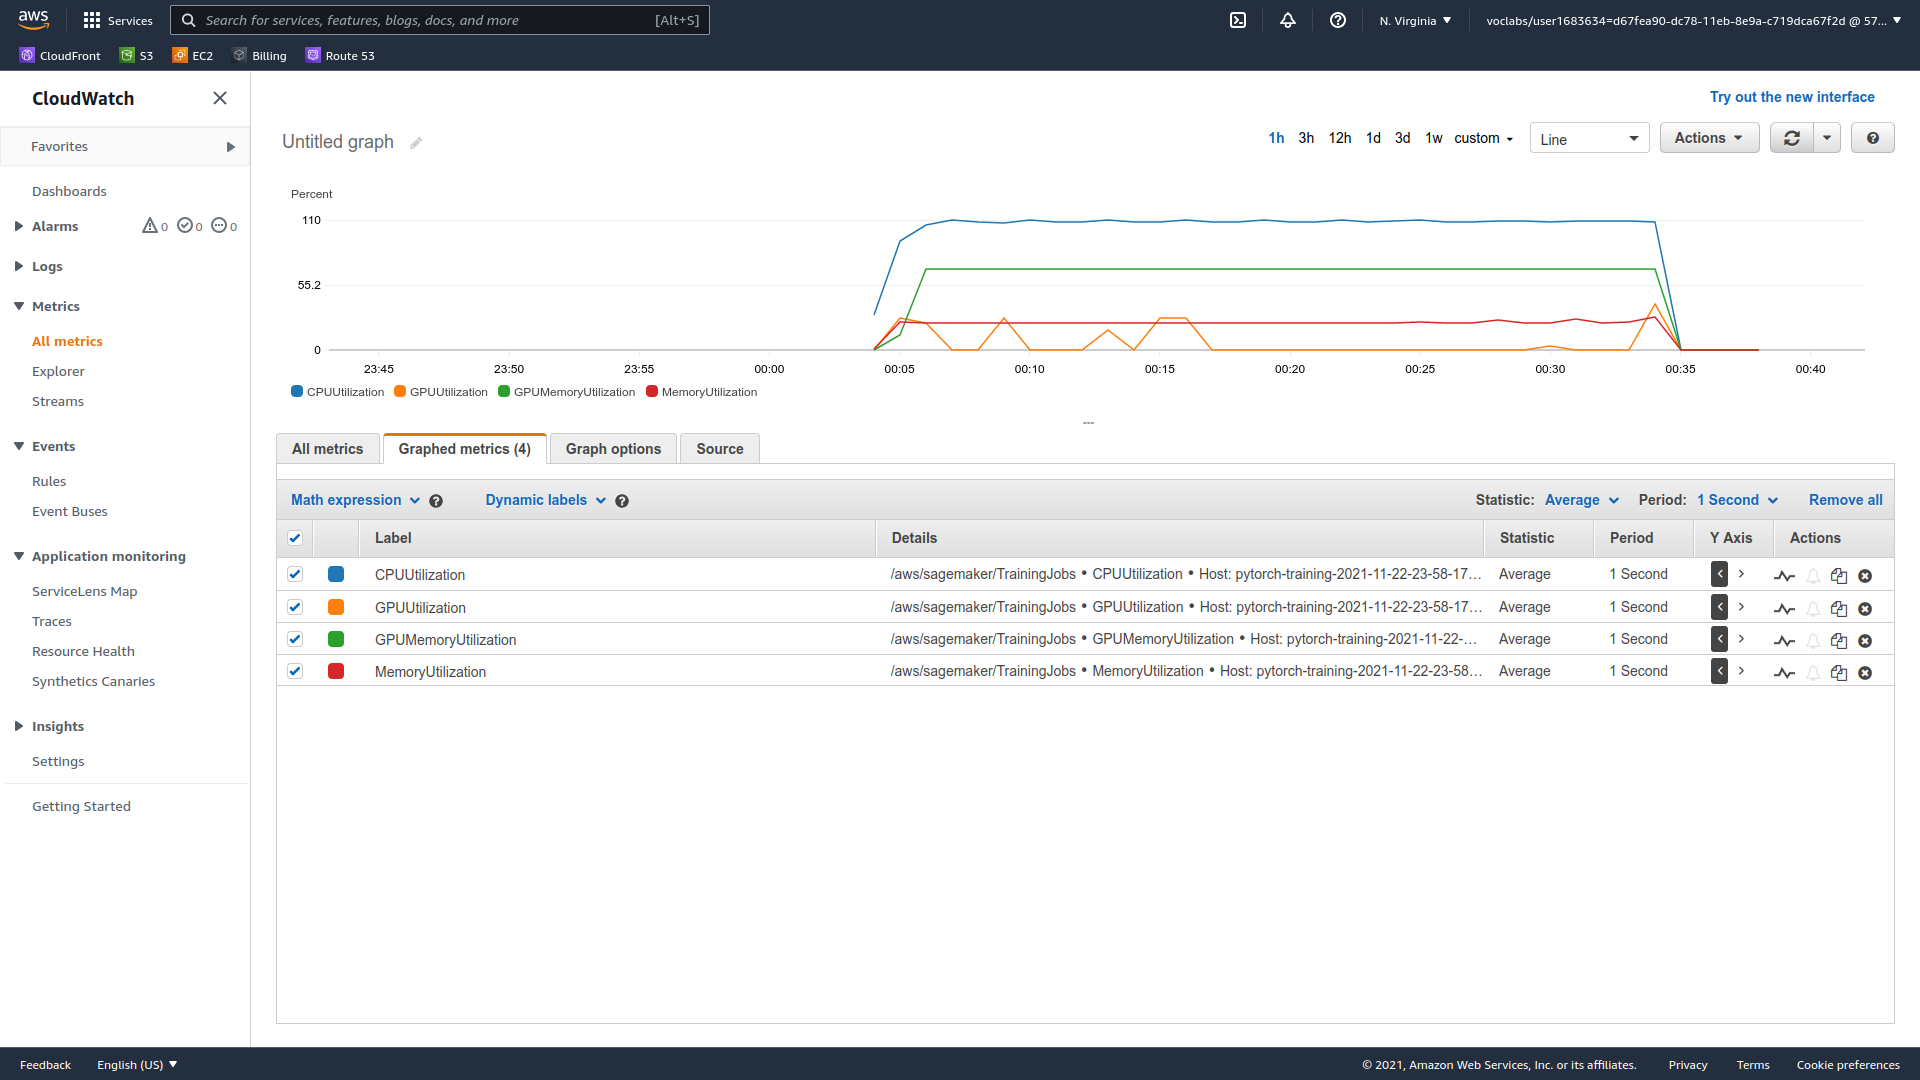 aws Services Search for services, features, blogs, docs, and more [Alt+S] N. Virginia voclabs/user1683634=d67fea90-dc78-11eb-8e9a-c719dca67f2d @ 57...
CloudFront S3 EC2 Billing Route 53
CloudWatch
Favorites
Dashboards
Alarms 0 0 0
Logs
Metrics
All metrics
Explorer
Streams
Events
Rules
Event Buses
Application monitoring
ServiceLens Map
Traces
Resource Health
Synthetics Canaries
Insights
Settings
Getting Started
Try out the new interface
Untitled graph 1h 3h 12h 1d 3d 1w custom Line Actions
Percent
110
55.2
0
23:45 23:50 23:55 00:00 00:05 00:10 00:15 00:20 00:25 00:30 00:35 00:40
CPUUtilization GPUUtilization GPUMemoryUtilization MemoryUtilization
All metrics Graphed metrics (4) Graph options Source
Math expression Dynamic labels Statistic: Average Period: 1 Second Remove all
Label Details Statistic Period Y Axis Actions
CPUUtilization /aws/sagemaker/TrainingJobs • CPUUtilization • Host: pytorch-training-2021-11-22-23-58-17... Average 1 Second
GPUUtilization /aws/sagemaker/TrainingJobs • GPUUtilization • Host: pytorch-training-2021-11-22-23-58-17... Average 1 Second
GPUMemoryUtilization /aws/sagemaker/TrainingJobs • GPUMemoryUtilization • Host: pytorch-training-2021-11-22-... Average 1 Second
MemoryUtilization /aws/sagemaker/TrainingJobs • MemoryUtilization • Host: pytorch-training-2021-11-22-23-58... Average 1 Second
Feedback English (US) © 2021, Amazon Web Services, Inc. or its affiliates. Privacy Terms Cookie preferences